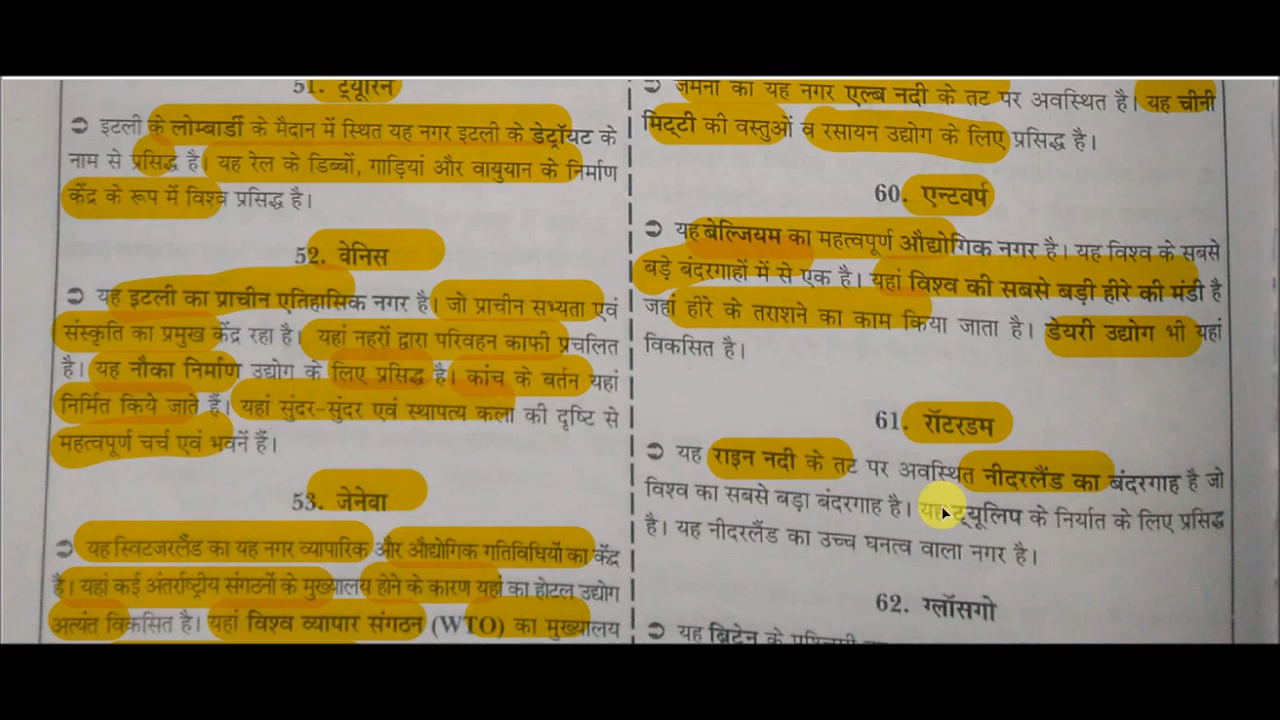 51. ट्यूरिन
➲ इटली के लोम्बार्डी के मैदान में स्थित यह नगर इटली के डेट्रॉयट के
नाम से प्रसिद्ध है। यह रेल के डिब्बों, गाड़ियां और वायुयान के निर्माण
केंद्र के रूप में विश्व प्रसिद्ध है।
52. वेनिस
➲ यह इटली का प्राचीन एतिहासिक नगर है। जो प्राचीन सभ्यता एवं
संस्कृति का प्रमुख केंद्र रहा है। यहां नहरों द्वारा परिवहन काफी प्रचलित
है। यह नौका निर्माण उद्योग के लिए प्रसिद्ध है। कांच के बर्तन यहां
निर्मित किये जाते हैं। यहां सुंदर-सुंदर एवं स्थापत्य कला की दृष्टि से
महत्वपूर्ण चर्च एवं भवनें हैं।
53. जेनेवा
➲ यह स्विटजरलैंड का यह नगर व्यापारिक और औद्योगिक गतिविधियों का केंद्र
है। यहां कई अंतर्राष्ट्रीय संगठनों के मुख्यालय होने के कारण यहां का होटल उद्योग
अत्यंत विकसित है। यहां विश्व व्यापार संगठन (WTO) का मुख्यालय
➲ जर्मनी का यह नगर एल्ब नदी के तट पर अवस्थित है। यह चीनी
मिट्टी की वस्तुओं व रसायन उद्योग के लिए प्रसिद्ध है।
60. एन्टवर्प
➲ यह बेल्जियम का महत्वपूर्ण औद्योगिक नगर है। यह विश्व के सबसे
बड़े बंदरगाहों में से एक है। यहां विश्व की सबसे बड़ी हीरे की मंडी है
जहां हीरे के तराशने का काम किया जाता है। डेयरी उद्योग भी यहां
विकसित है।
61. रॉटरडम
➲ यह राइन नदी के तट पर अवस्थित नीदरलैंड का बंदरगाह है जो
विश्व का सबसे बड़ा बंदरगाह है। यह ट्यूलिप के निर्यात के लिए प्रसिद्ध
है। यह नीदरलैंड का उच्च घनत्व वाला नगर है।
62. ग्लॉसगो
➲ यह ब्रिटेन के